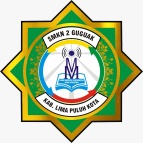 SMKN 2 GUGUAK
KAB. LIMA PULUH KOTA